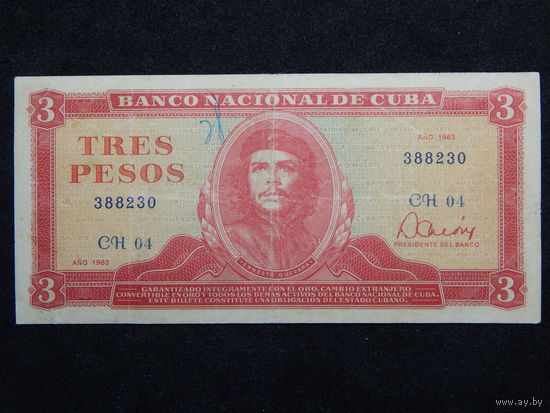 BANCO NACIONAL DE CUBA
3
3
TRES
PESOS
AÑO 1983
388230
388230
CH 04
CH 04
PRESIDENTE DEL BANCO
AÑO 1983
ERNESTO GUEVARA
GARANTIZADO INTEGRAMENTE CON EL ORO, CAMBIO EXTRANJERO
CONVERTIBLE EN ORO Y TODOS LOS DEMAS ACTIVOS DEL BANCO NACIONAL DE CUBA.
ESTE BILLETE CONSTITUYE UNA OBLIGACION DEL ESTADO CUBANO.
3
3
www.ay.by